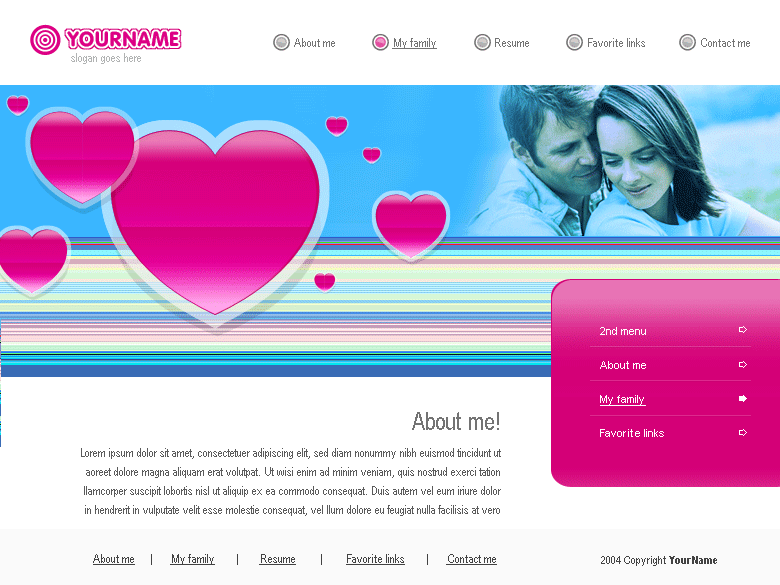 YOURNAME
slogan goes here
About me
My family
Resume
Favorite links
Contact me
2nd menu
About me
My family
Favorite links
About me!
Lorem ipsum dolor sit amet, consectetuer adipiscing elit, sed diam nonummy nibh euismod tincidunt ut
aoreet dolore magna aliquam erat volutpat. Ut wisi enim ad minim veniam, quis nostrud exerci tation
llamcorper suscipit lobortis nisl ut aliquip ex ea commodo consequat. Duis autem vel eum iriure dolor
in hendrerit in vulputate velit esse molestie consequat, vel llum dolore eu feugiat nulla facilisis at vero
About me | My family | Resume | Favorite links | Contact me
2004 Copyright YourName